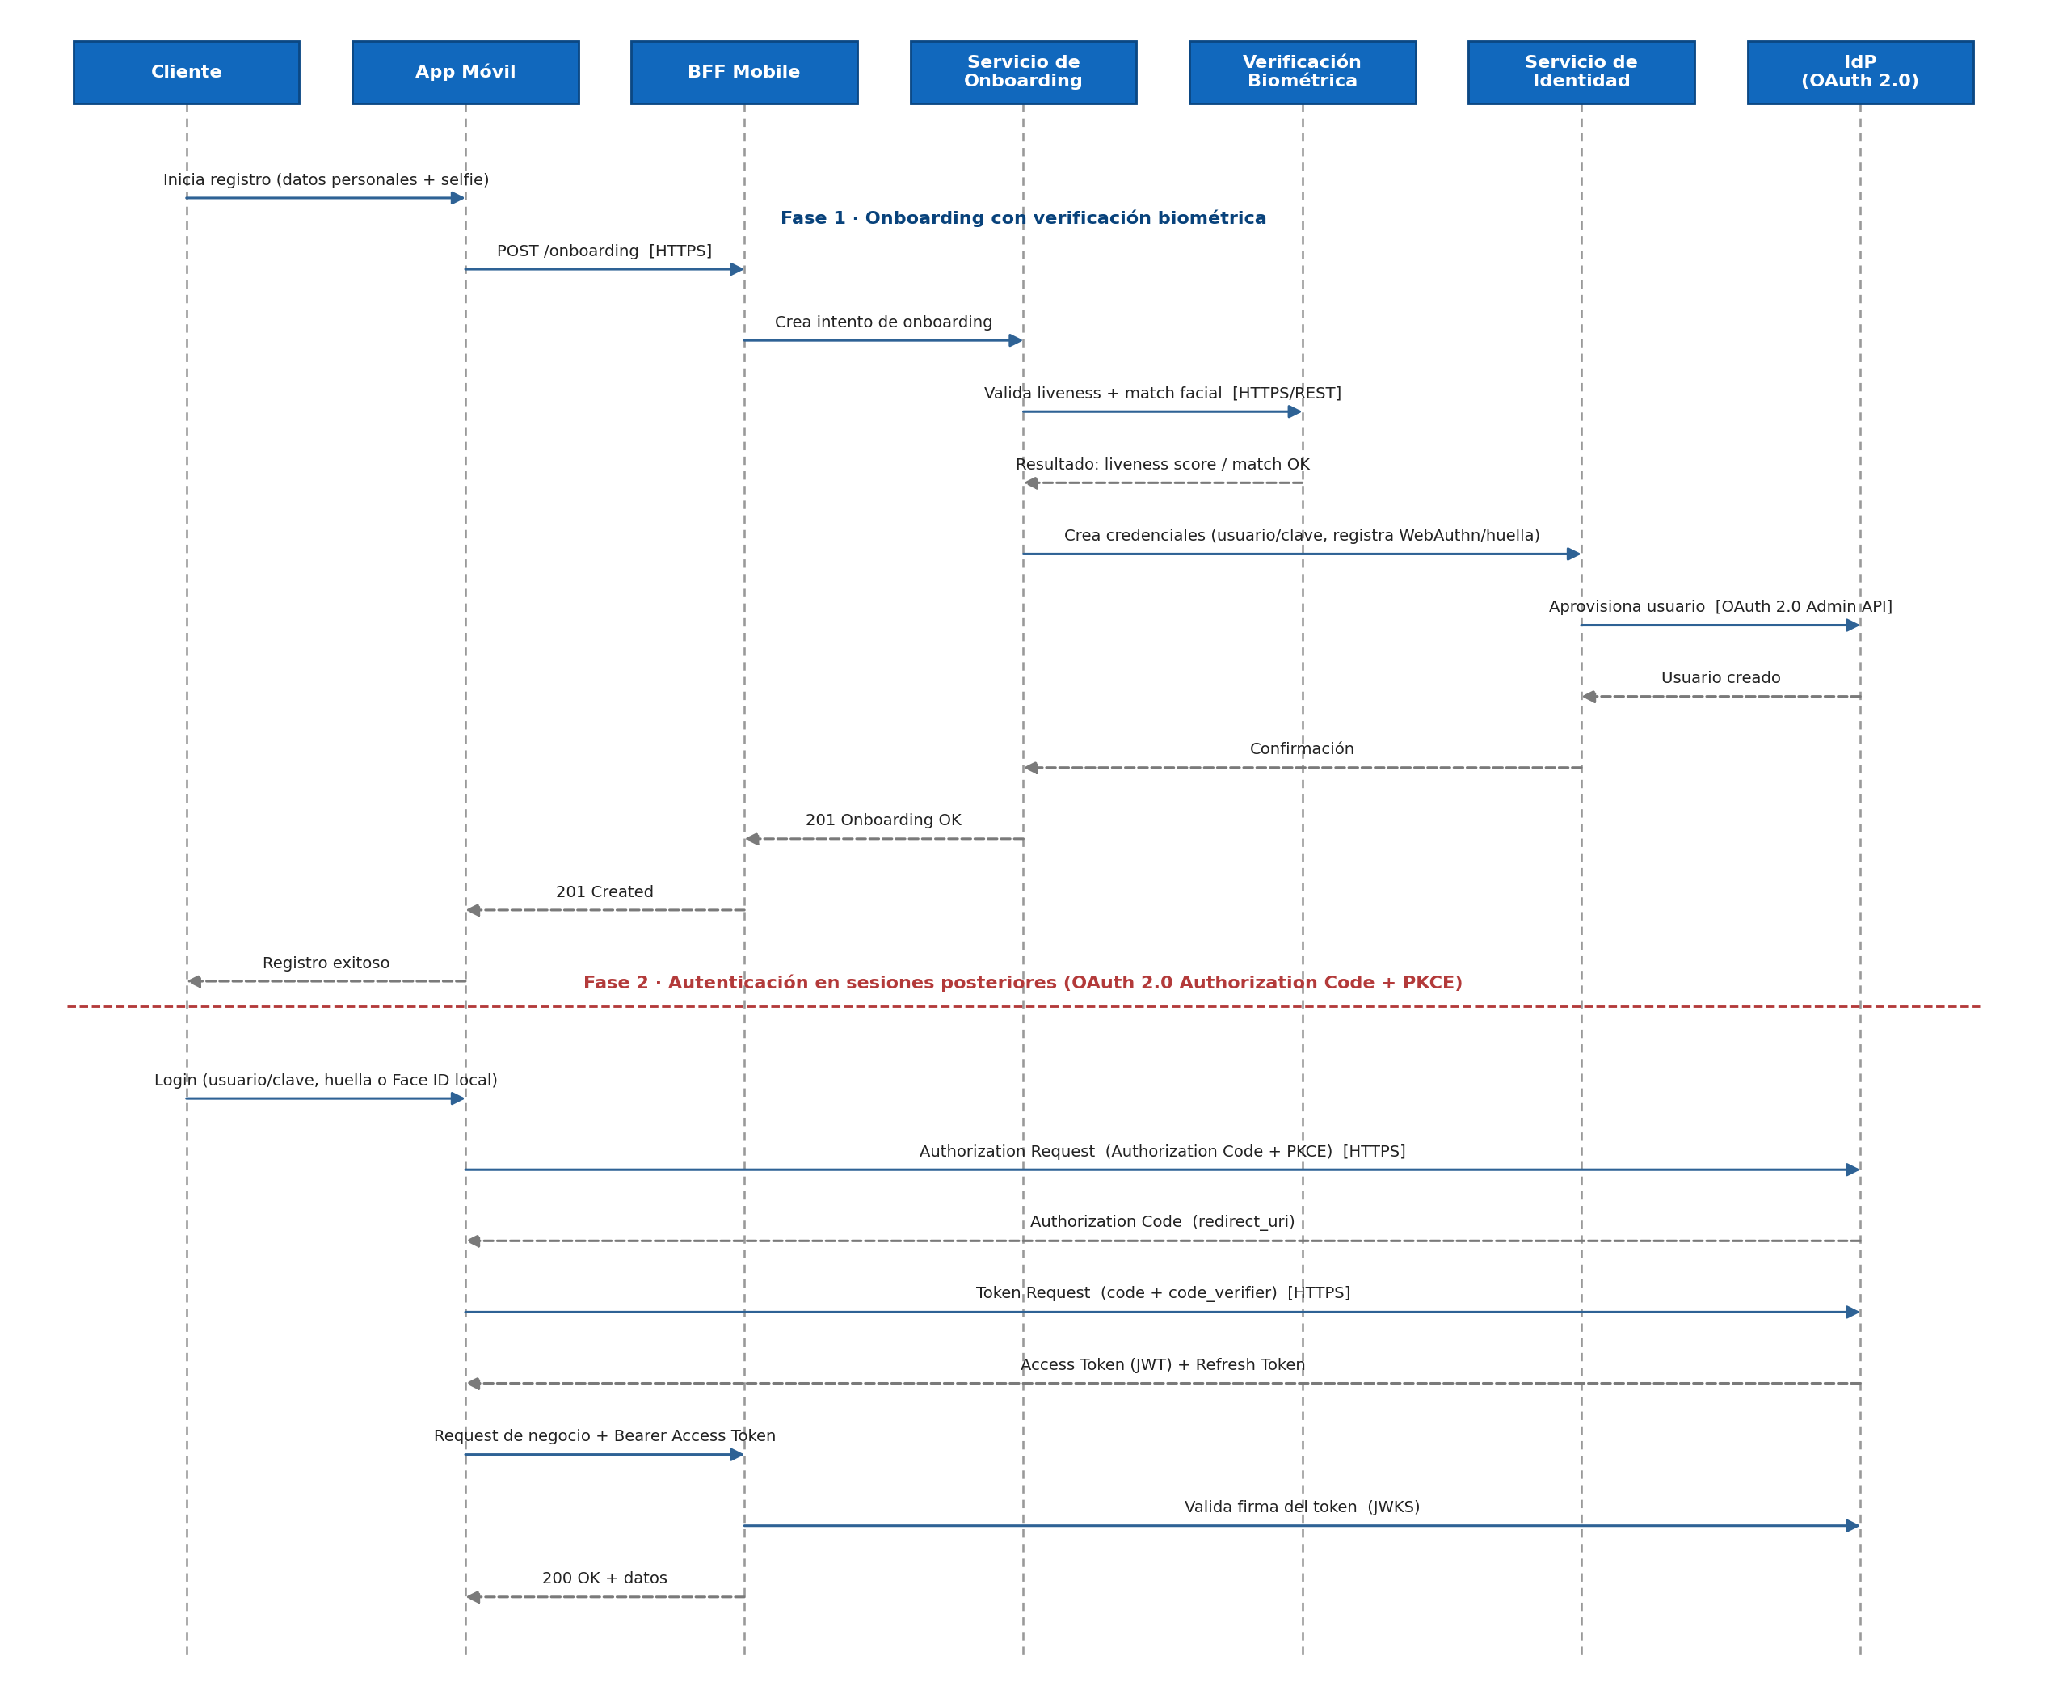 Cliente
App Móvil
BFF Mobile
Servicio de
Onboarding
Verificación
Biométrica
Servicio de
Identidad
IdP
(OAuth 2.0)
Inicia registro (datos personales + selfie)
Fase 1 · Onboarding con verificación biométrica
POST /onboarding  [HTTPS]
Crea intento de onboarding
Valida liveness + match facial  [HTTPS/REST]
Resultado: liveness score / match OK
Crea credenciales (usuario/clave, registra WebAuthn/huella)
Aprovisiona usuario  [OAuth 2.0 Admin API]
Usuario creado
Confirmación
201 Onboarding OK
201 Created
Registro exitoso
Fase 2 · Autenticación en sesiones posteriores (OAuth 2.0 Authorization Code + PKCE)
Login (usuario/clave, huella o Face ID local)
Authorization Request  (Authorization Code + PKCE)  [HTTPS]
Authorization Code  (redirect_uri)
Token Request  (code + code_verifier)  [HTTPS]
Access Token (JWT) + Refresh Token
Request de negocio + Bearer Access Token
Valida firma del token  (JWKS)
200 OK + datos